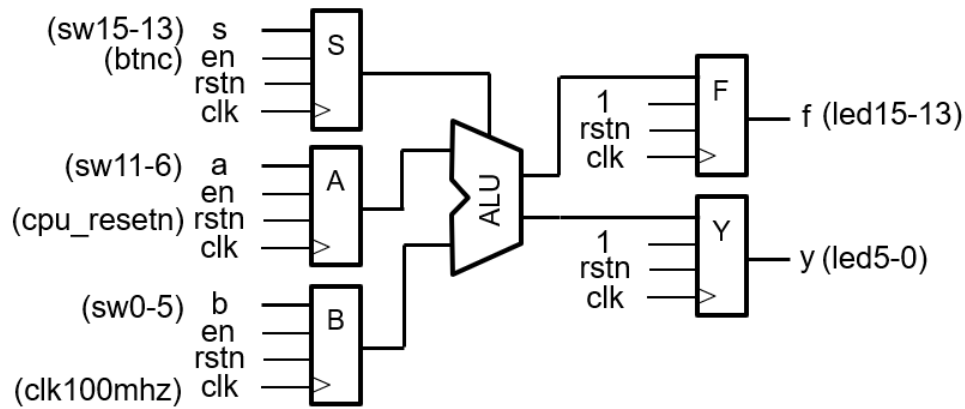 (sw15-13) s
(btnc) en
rstn
clk
S
(sw11-6) a
en
(cpu_resetn) rstn
clk
A
(sw0-5) b
en
rstn
(clk100mhz) clk
B
ALU
1
rstn
clk
F
f (led15-13)
1
rstn
clk
Y
y (led5-0)